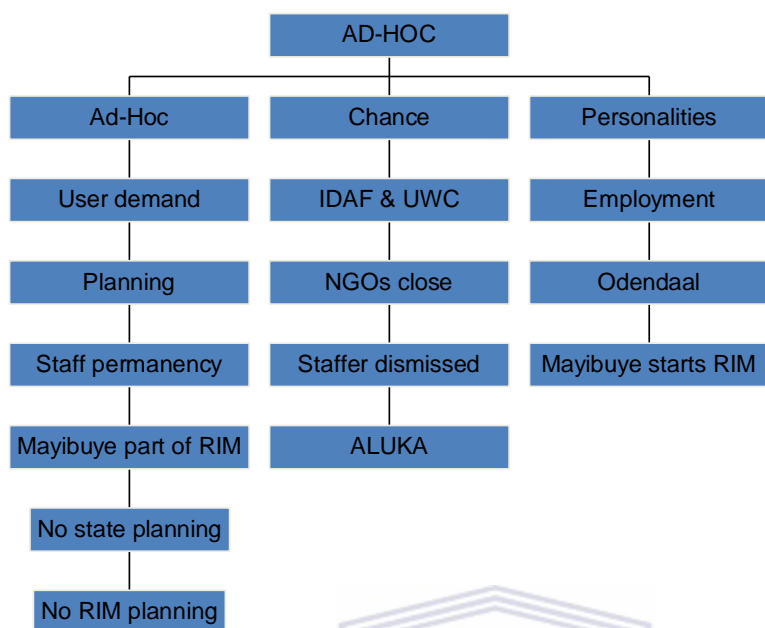 AD-HOC
Ad-Hoc
Chance
Personalities
User demand
IDAF & UWC
Employment
Planning
NGOs close
Odendaal
Staff permanency
Staffer dismissed
Mayibuye starts RIM
Mayibuye part of RIM
ALUKA
No state planning
No RIM planning